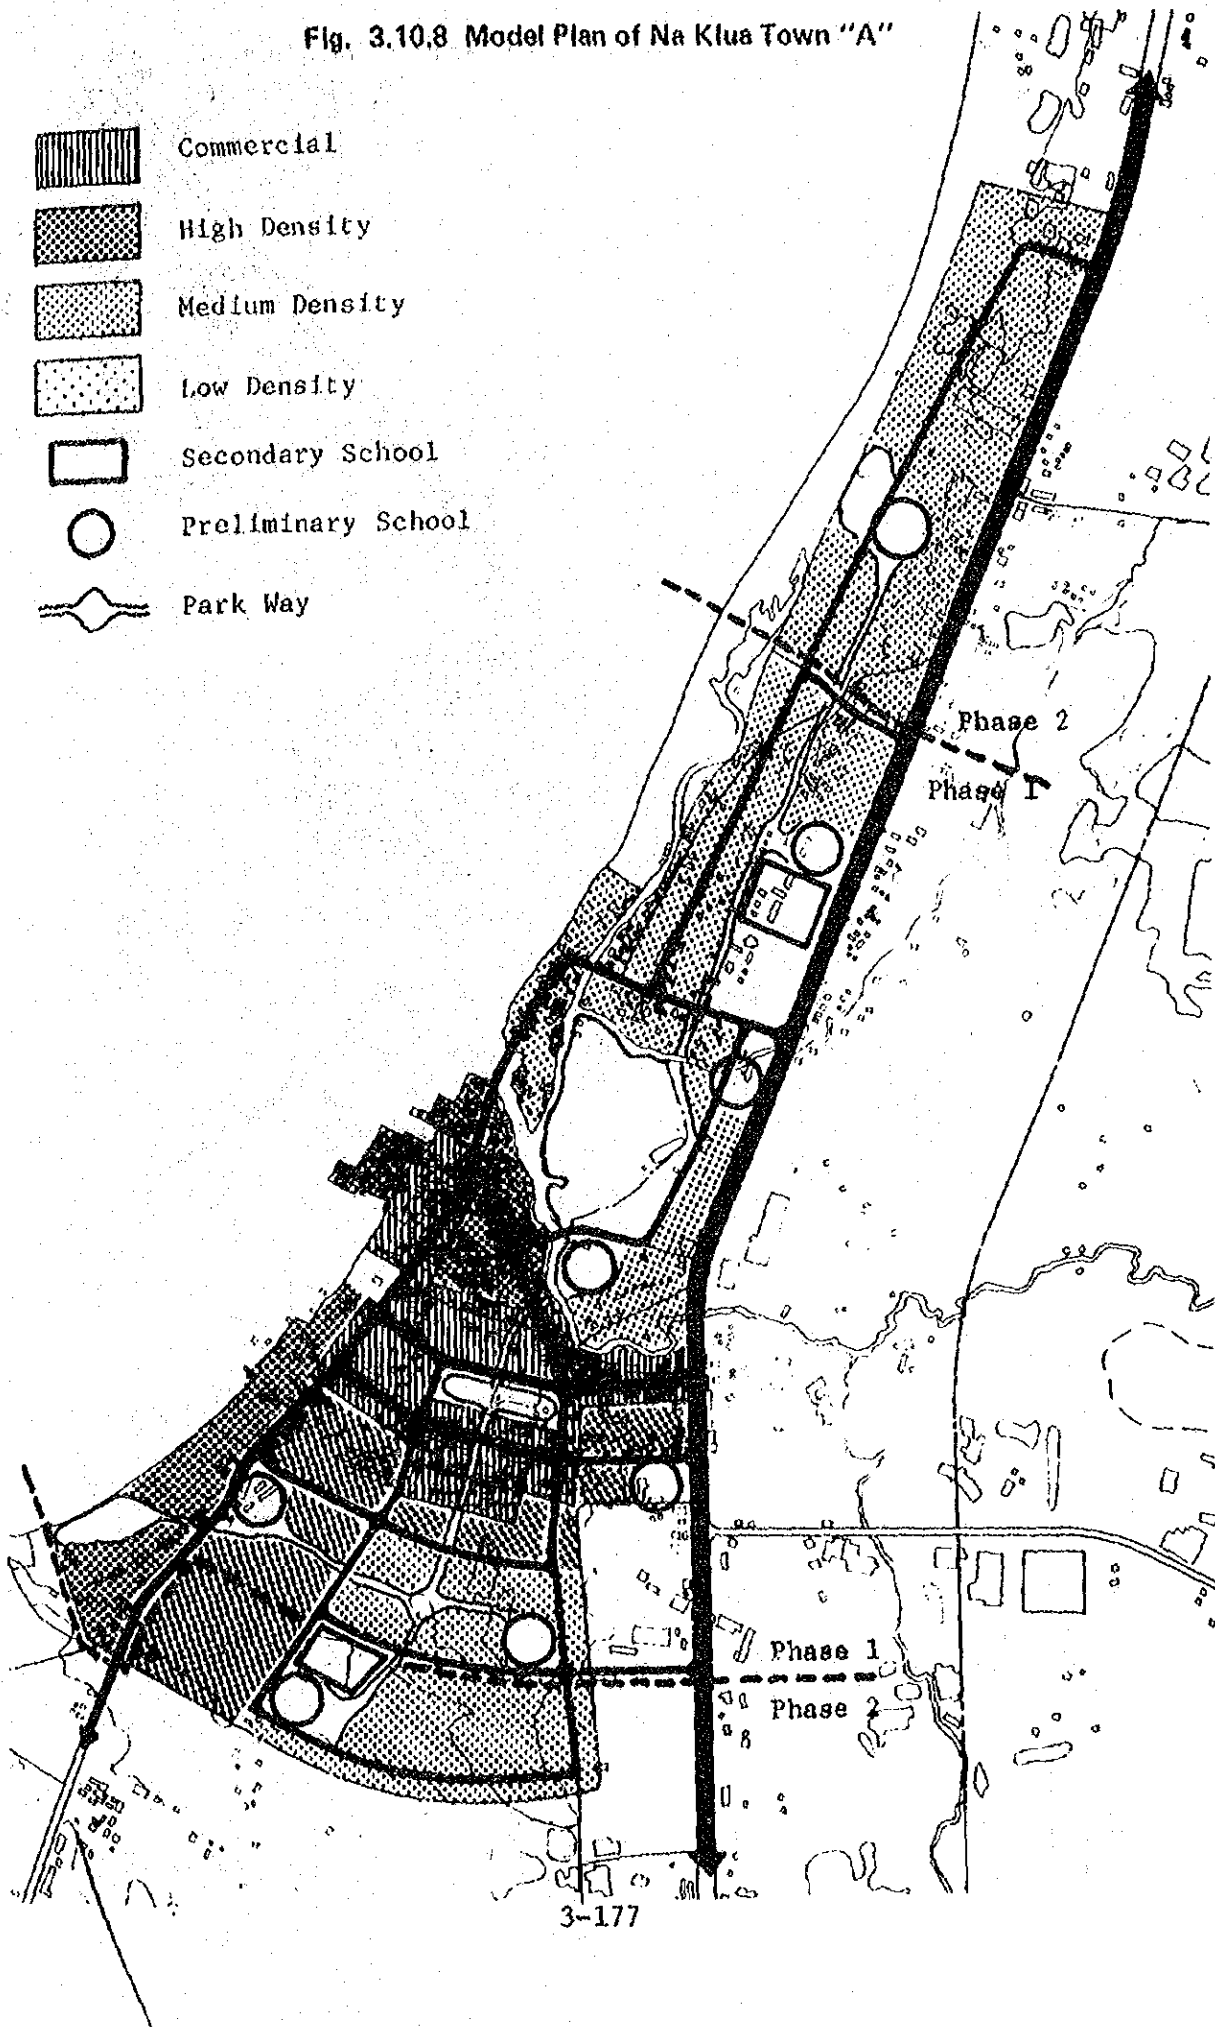 Fig. 3.10.8 Model Plan of Na Klua Town "A"
Commercial
High Density
Medium Density
Low Density
Secondary School
Preliminary School
Park Way
Phase 2
Phase 1
Phase 1
Phase 2
3-177